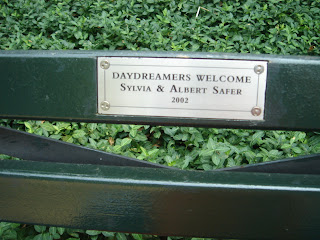 DAYDREAMERS WELCOME
SYLVIA & ALBERT SAFER
2002